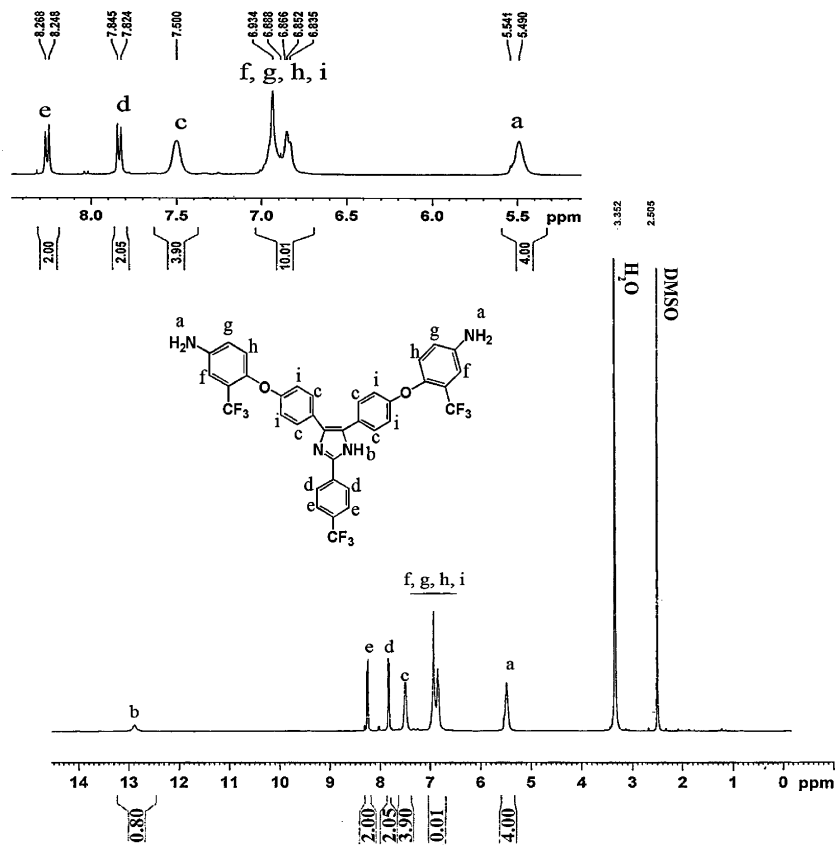 8.268
8.248
7.845
7.824
7.500
6.934
6.888
6.866
6.852
6.835
5.541
5.490
f, g, h, i
e
d
c
a
8.0
7.5
7.0
6.5
6.0
5.5
ppm
2.00
2.05
3.90
10.01
4.00
3.352
2.505
H2O
DMSO
a
H2N
g
h
f
O
CF3
i
c
i
c
a
NH2
g
h
f
O
CF3
i
c
i
c
N
NH
b
d
d
e
e
CF3
f, g, h, i
e
d
c
a
b
14
13
12
11
10
9
8
7
6
5
4
3
2
1
0
ppm
0.80
2.00
2.05
3.90
0.01
4.00